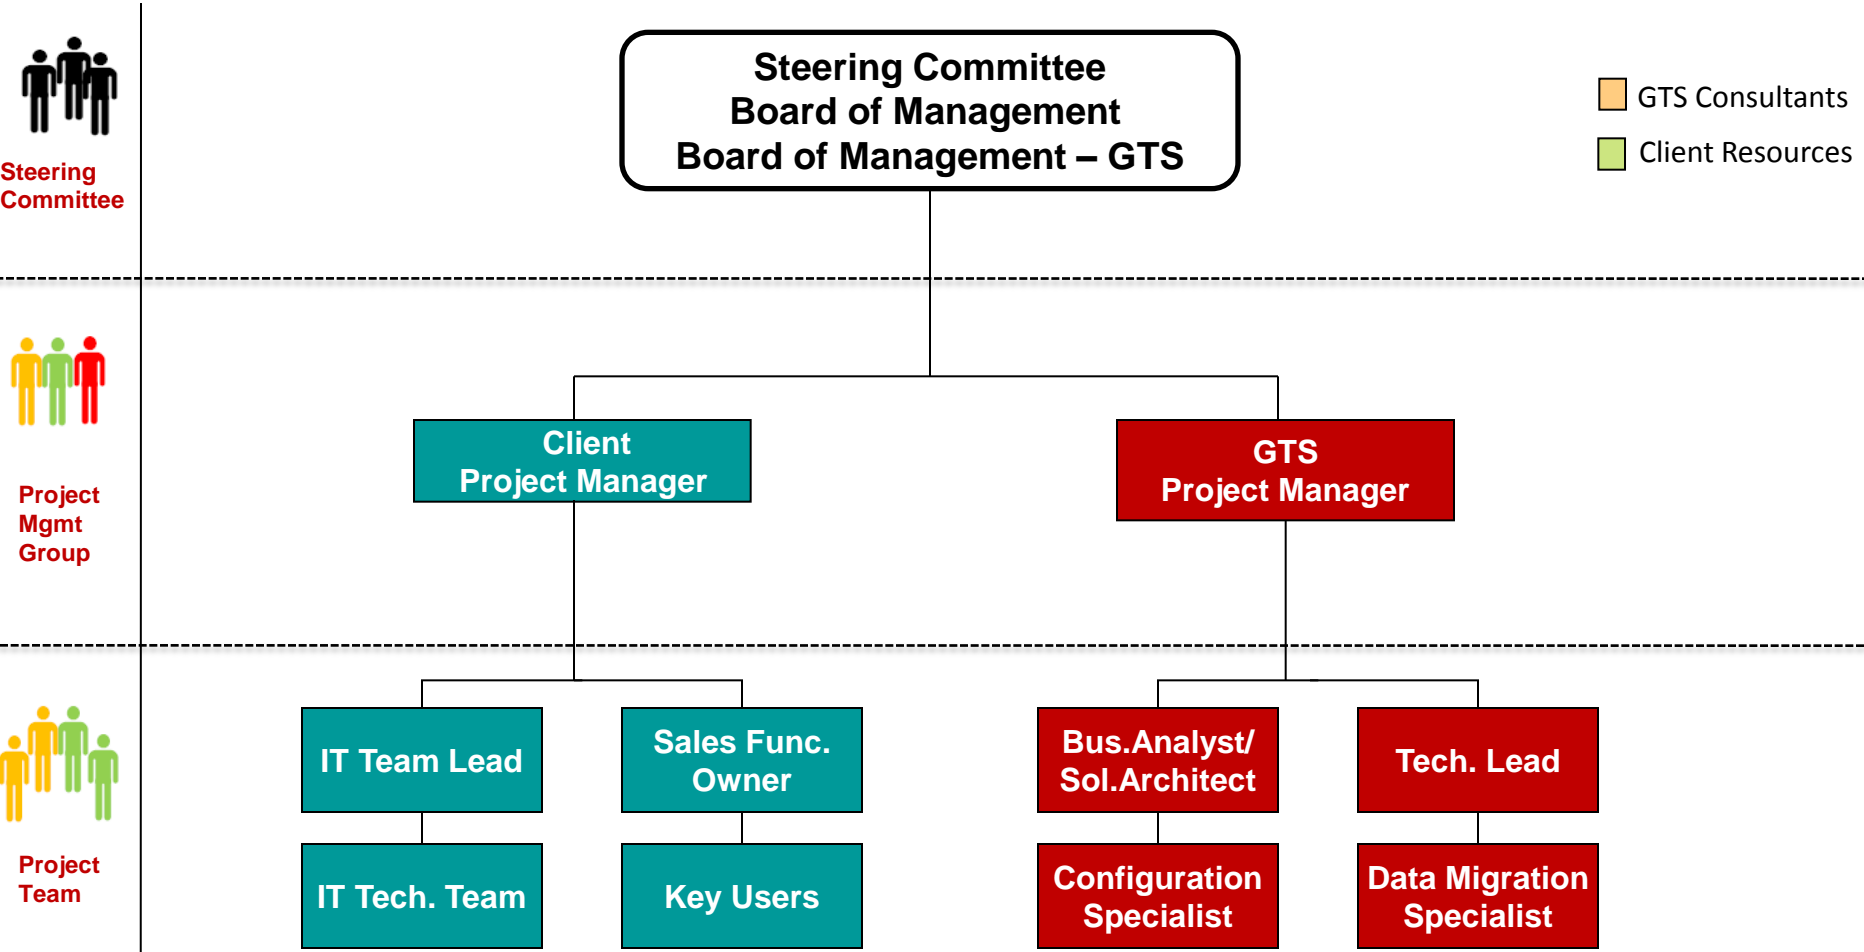 Steering Committee
Board of Management
Board of Management – GTS
GTS Consultants
Client Resources
Steering
Committee
Client
Project Manager
GTS
Project Manager
Project
Mgmt
Group
IT Team Lead
Sales Func.
Owner
Bus.Analyst/
Sol.Architect
Tech. Lead
Project
Team
IT Tech. Team
Key Users
Configuration
Specialist
Data Migration
Specialist